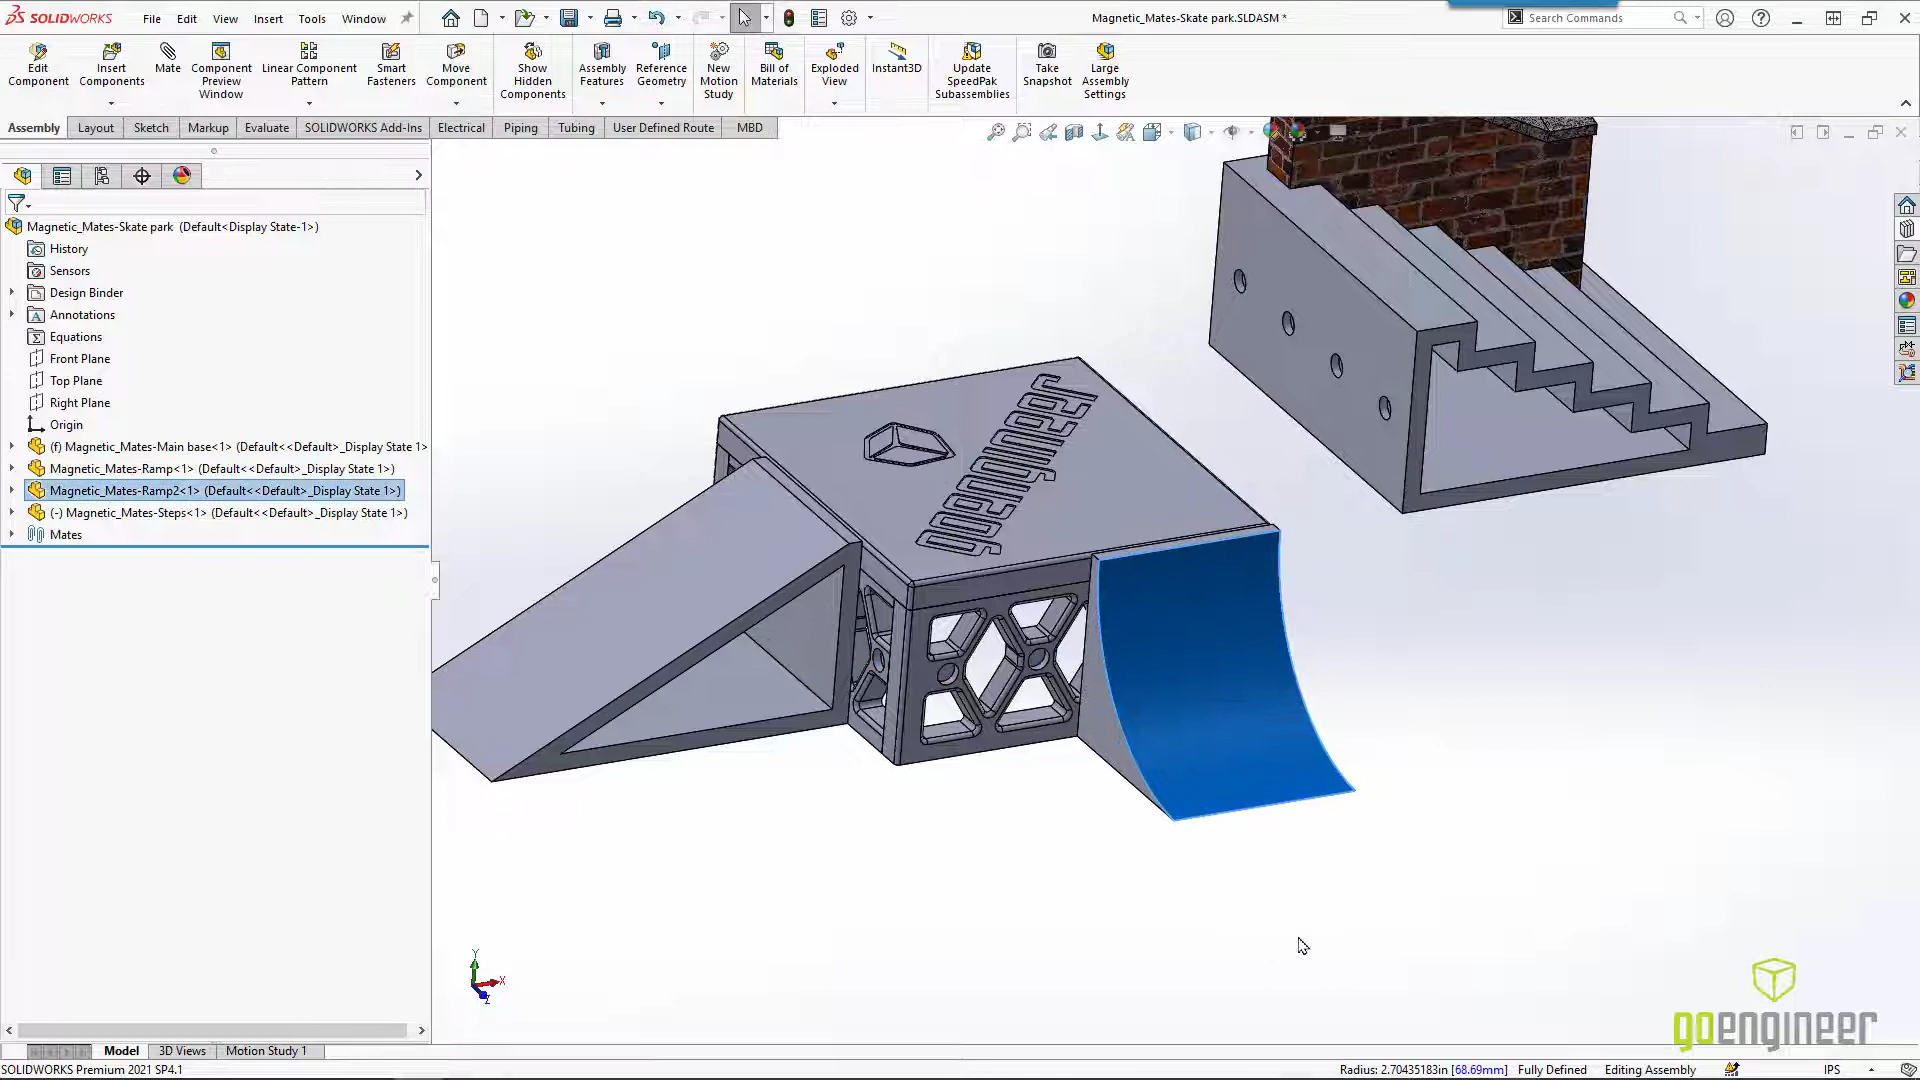 SOLIDWORKS File Edit View Insert Tools Window Magnetic_Mates-Skate park.SLDASM * Search Commands
Edit Component Insert Components Mate Component Preview Window Linear Component Pattern Smart Fasteners Move Component Show Hidden Components Assembly Features Reference Geometry New Motion Study Bill of Materials Exploded View Instant3D Update SpeedPak Subassemblies Take Snapshot Large Assembly Settings
Assembly Layout Sketch Markup Evaluate SOLIDWORKS Add-Ins Electrical Piping Tubing User Defined Route MBD
Magnetic_Mates-Skate park (Default<Display State-1>)
History
Sensors
Design Binder
Annotations
Equations
Front Plane
Top Plane
Right Plane
Origin
(f) Magnetic_Mates-Main base<1> (Default<<Default>_Display State 1>
Magnetic_Mates-Ramp<1> (Default<<Default>_Display State 1>)
Magnetic_Mates-Ramp2<1> (Default<<Default>_Display State 1>)
(-) Magnetic_Mates-Steps<1> (Default<<Default>_Display State 1>)
Mates
Y
X
Z
goengineer
Model 3D Views Motion Study 1
SOLIDWORKS Premium 2021 SP4.1 Radius: 2.70435183in [68.69mm] Fully Defined Editing Assembly IPS